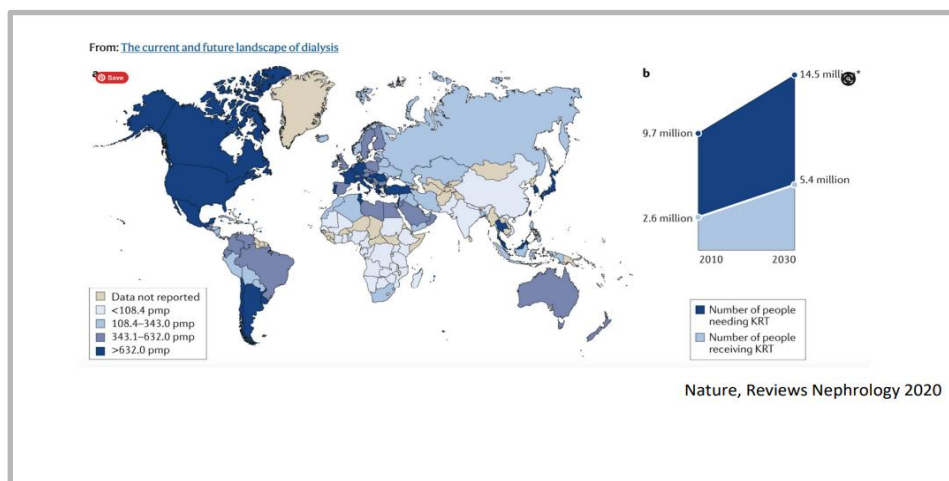 From: The current and future landscape of dialysis
a
Save
Data not reported
<108.4 pmp
108.4–343.0 pmp
343.1–632.0 pmp
>632.0 pmp
b
14.5 million*
9.7 million
5.4 million
2.6 million
2010 2030
Number of people
needing KRT
Number of people
receiving KRT
Nature, Reviews Nephrology 2020